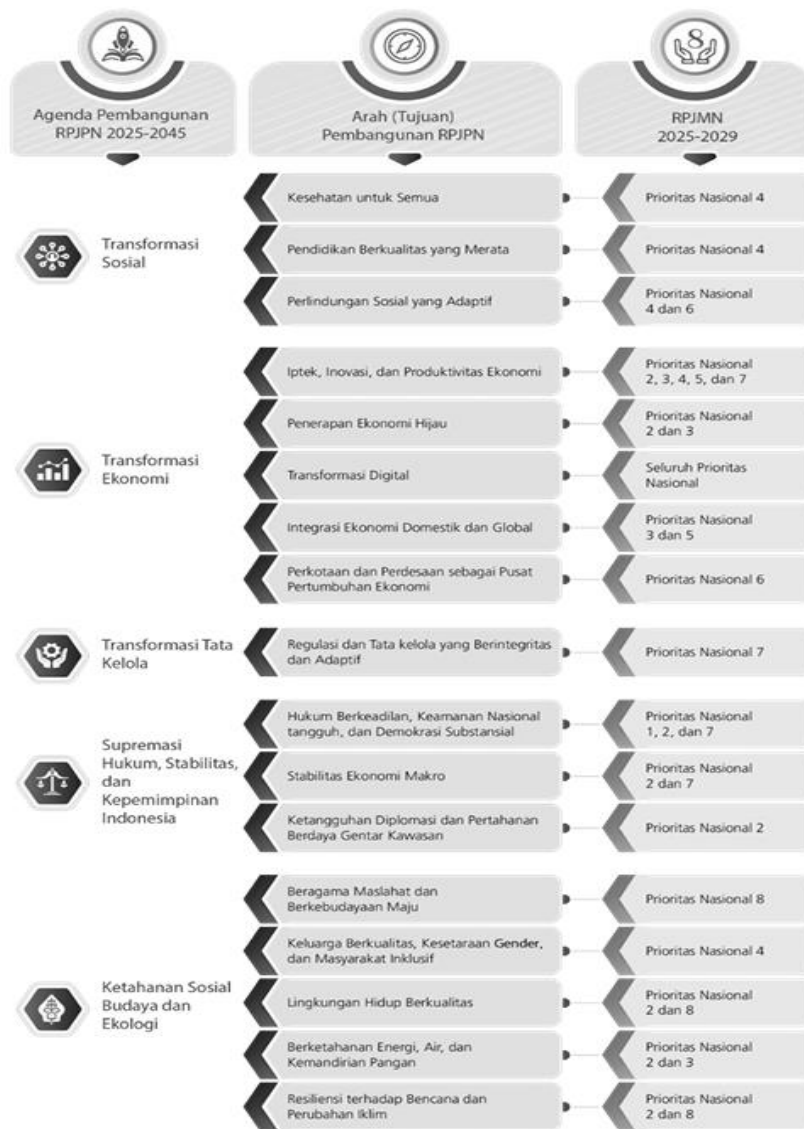 8
Agenda Pembangunan
RPJPN 2025-2045
Arah (Tujuan)
Pembangunan RPJPN
RPJMN
2025-2029
Transformasi
Sosial
Kesehatan untuk Semua
Prioritas Nasional 4
Pendidikan Berkualitas yang Merata
Prioritas Nasional 4
Perlindungan Sosial yang Adaptif
Prioritas Nasional
4 dan 6
Transformasi
Ekonomi
Iptek, Inovasi, dan Produktivitas Ekonomi
Prioritas Nasional
2, 3, 4, 5, dan 7
Penerapan Ekonomi Hijau
Prioritas Nasional
2 dan 3
Transformasi Digital
Seluruh Prioritas
Nasional
Integrasi Ekonomi Domestik dan Global
Prioritas Nasional
3 dan 5
Perkotaan dan Perdesaan sebagai Pusat
Pertumbuhan Ekonomi
Prioritas Nasional 6
Transformasi Tata
Kelola
Regulasi dan Tata kelola yang Berintegritas
dan Adaptif
Prioritas Nasional 7
Supremasi
Hukum, Stabilitas,
dan
Kepemimpinan
Indonesia
Hukum Berkeadilan, Keamanan Nasional
tangguh, dan Demokrasi Substansial
Prioritas Nasional
1, 2, dan 7
Stabilitas Ekonomi Makro
Prioritas Nasional
2 dan 7
Ketangguhan Diplomasi dan Pertahanan
Berdaya Gentar Kawasan
Prioritas Nasional 2
Ketahanan Sosial
Budaya dan
Ekologi
Beragama Maslahat dan
Berkebudayaan Maju
Prioritas Nasional 8
Keluarga Berkualitas, Kesetaraan Gender,
dan Masyarakat Inklusif
Prioritas Nasional 4
Lingkungan Hidup Berkualitas
Prioritas Nasional
2 dan 8
Berketahanan Energi, Air, dan
Kemandirian Pangan
Prioritas Nasional
2 dan 3
Resiliensi terhadap Bencana dan
Perubahan Iklim
Prioritas Nasional
2 dan 8